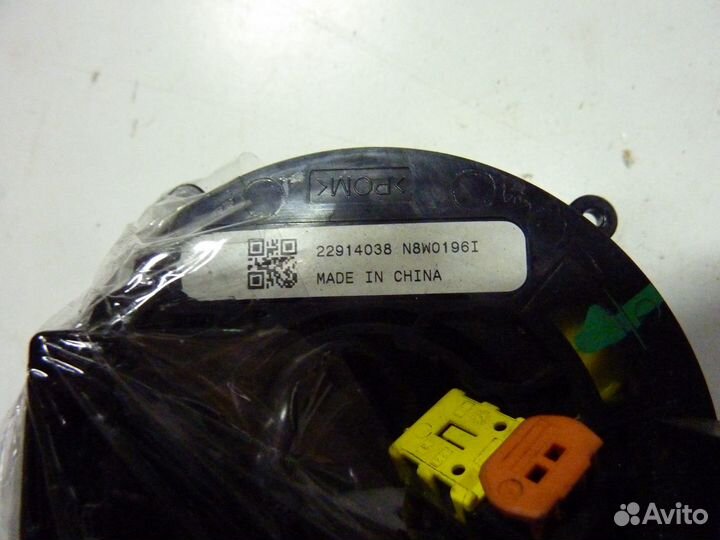 >POM<
22914038 N8W0196I
MADE IN CHINA
Avito